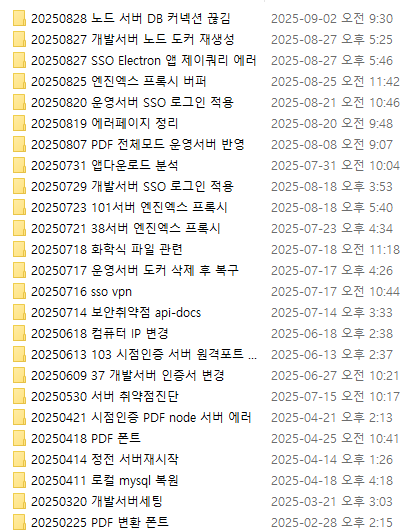 20250828 노드 서버 DB 커넥션 끊김 2025-09-02 오전 9:30
20250827 개발서버 노드 도커 재생성 2025-08-27 오후 5:25
20250827 SSO Electron 앱 제이쿼리 에러 2025-08-27 오후 5:46
20250825 엔진엑스 프록시 버퍼 2025-08-25 오전 11:42
20250820 운영서버 SSO 로그인 적용 2025-08-21 오전 10:46
20250819 에러페이지 정리 2025-08-20 오전 9:48
20250807 PDF 전체모드 운영서버 반영 2025-08-08 오전 9:07
20250731 앱다운로드 분석 2025-07-31 오전 10:04
20250729 개발서버 SSO 로그인 적용 2025-08-18 오후 3:53
20250723 101서버 엔진엑스 프록시 2025-08-18 오후 5:40
20250721 38서버 엔진엑스 프록시 2025-07-23 오후 4:34
20250718 화학식 파일 관련 2025-07-18 오전 11:18
20250717 운영서버 도커 삭제 후 복구 2025-07-17 오후 4:26
20250716 sso vpn 2025-07-17 오전 10:44
20250714 보안취약점 api-docs 2025-07-14 오후 3:33
20250618 컴퓨터 IP 변경 2025-06-18 오후 2:38
20250613 103 시점인증 서버 원격포트 ... 2025-06-13 오후 2:37
20250609 37 개발서버 인증서 변경 2025-06-27 오전 10:21
20250530 서버 취약점진단 2025-07-15 오전 10:17
20250421 시점인증 PDF node 서버 에러 2025-04-21 오후 2:13
20250418 PDF 폰트 2025-04-25 오전 10:41
20250414 정전 서버재시작 2025-04-14 오후 1:26
20250411 로컬 mysql 복원 2025-04-18 오후 4:18
20250320 개발서버세팅 2025-03-21 오후 3:03
20250225 PDF 변환 폰트 2025-02-28 오후 2:15